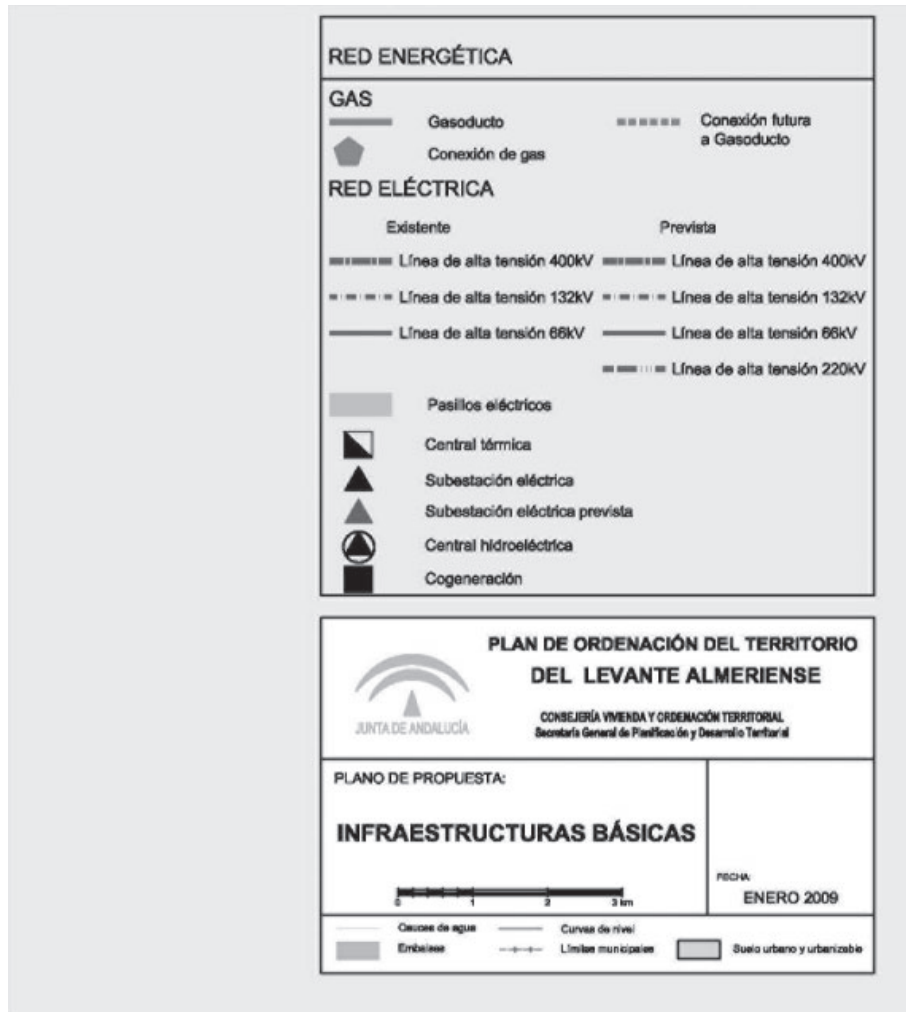 RED ENERGÉTICA
GAS
Gasoducto
Conexión futura
a Gasoducto
Conexión de gas
RED ELÉCTRICA
Existente
Prevista
Línea de alta tensión 400kV
Línea de alta tensión 400kV
Línea de alta tensión 132kV
Línea de alta tensión 132kV
Línea de alta tensión 66kV
Línea de alta tensión 66kV
Línea de alta tensión 220kV
Pasillos eléctricos
Central térmica
Subestación eléctrica
Subestación eléctrica prevista
Central hidroeléctrica
Cogeneración
PLAN DE ORDENACIÓN DEL TERRITORIO
DEL LEVANTE ALMERIENSE
JUNTA DE ANDALUCÍA
CONSEJERÍA VIVIENDA Y ORDENACIÓN TERRITORIAL
Secretaría General de Planificación y Desarrollo Territorial
PLANO DE PROPUESTA:
INFRAESTRUCTURAS BÁSICAS
0 1 2 3 km
FECHA:
ENERO 2009
Cauces de agua
Curvas de nivel
Embalses
Límites municipales
Suelo urbano y urbanizable